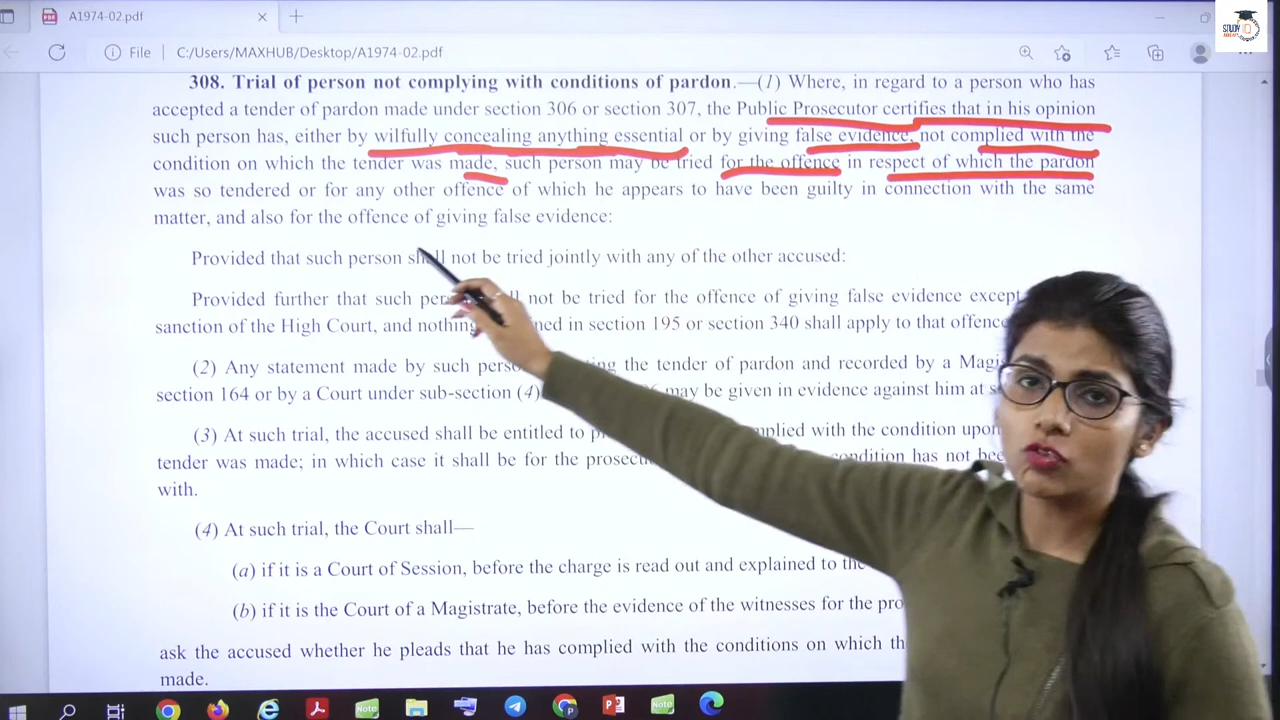 A1974-02.pdf
STUDY IQ
File C:/Users/MAXHUB/Desktop/A1974-02.pdf
308. Trial of person not complying with conditions of pardon.—(1) Where, in regard to a person who has
accepted a tender of pardon made under section 306 or section 307, the Public Prosecutor certifies that in his opinion
such person has, either by wilfully concealing anything essential or by giving false evidence, not complied with the
condition on which the tender was made, such person may be tried for the offence in respect of which the pardon
was so tendered or for any other offence of which he appears to have been guilty in connection with the same
matter, and also for the offence of giving false evidence:
Provided that such person shall not be tried jointly with any of the other accused:
Provided further that such not be tried for the offence of giving false evidence except
sanction of the High Court, and nothing in section 195 or section 340 shall apply to that offence
(2) Any statement made by such the tender of pardon and recorded by a
section 164 or by a Court under sub-section (4) may be given in evidence against him at
(3) At such trial, the accused shall be entitled to with the condition upon
tender was made; in which case it shall be for the condition has not
with.
(4) At such trial, the Court shall—
(a) if it is a Court of Session, before the charge is read out and explained to the
(b) if it is the Court of a Magistrate, before the evidence of the witnesses for the
ask the accused whether he pleads that he has complied with the conditions on which
made.
Note
Note